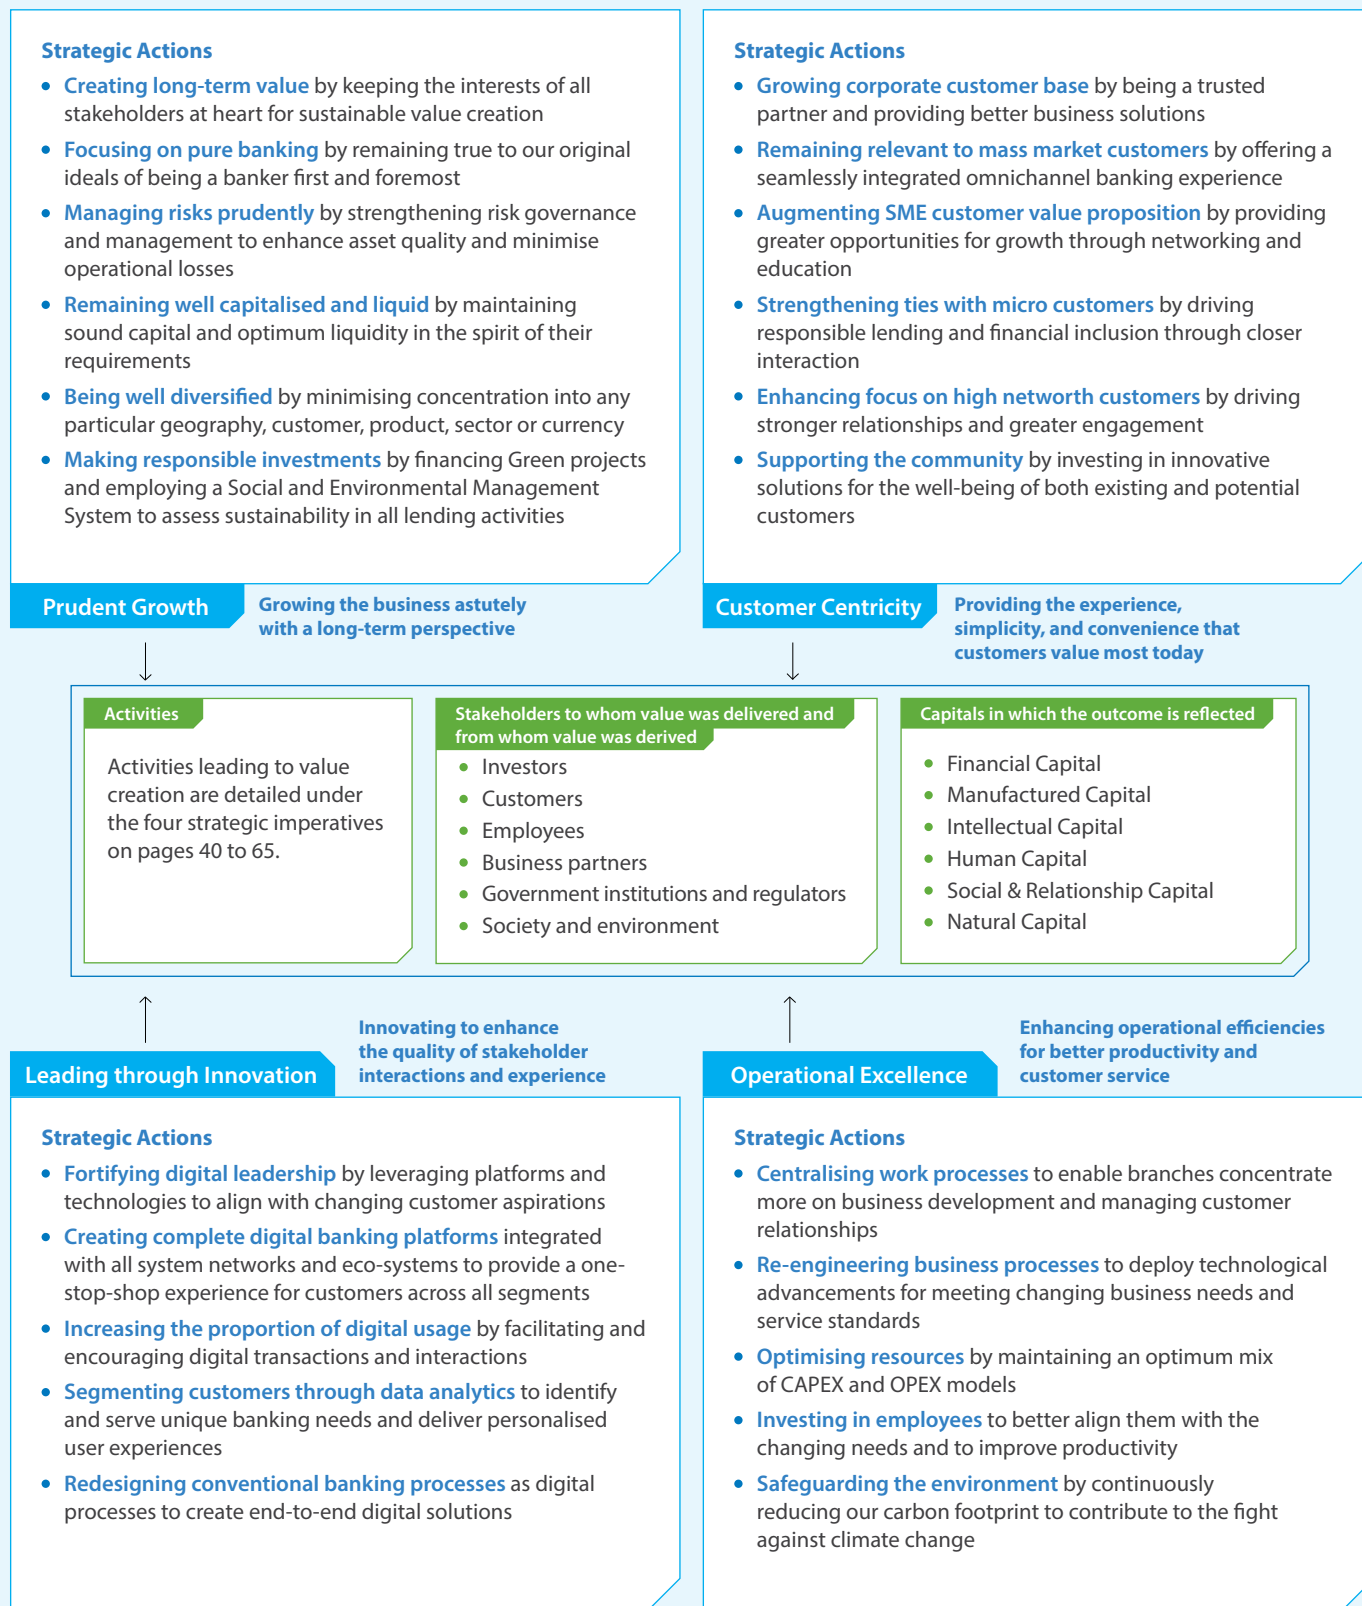 Strategic Actions
• Creating long-term value by keeping the interests of all
stakeholders at heart for sustainable value creation
• Focusing on pure banking by remaining true to our original
ideals of being a banker first and foremost
• Managing risks prudently by strengthening risk governance
and management to enhance asset quality and minimise
operational losses
• Remaining well capitalised and liquid by maintaining
sound capital and optimum liquidity in the spirit of their
requirements
• Being well diversified by minimising concentration into any
particular geography, customer, product, sector or currency
• Making responsible investments by financing Green projects
and employing a Social and Environmental Management
System to assess sustainability in all lending activities
Prudent Growth
Growing the business astutely
with a long-term perspective
Strategic Actions
• Growing corporate customer base by being a trusted
partner and providing better business solutions
• Remaining relevant to mass market customers by offering a
seamlessly integrated omnichannel banking experience
• Augmenting SME customer value proposition by providing
greater opportunities for growth through networking and
education
• Strengthening ties with micro customers by driving
responsible lending and financial inclusion through closer
interaction
• Enhancing focus on high networth customers by driving
stronger relationships and greater engagement
• Supporting the community by investing in innovative
solutions for the well-being of both existing and potential
customers
Customer Centricity
Providing the experience,
simplicity, and convenience that
customers value most today
Activities
Activities leading to value
creation are detailed under
the four strategic imperatives
on pages 40 to 65.
Stakeholders to whom value was delivered and
from whom value was derived
• Investors
• Customers
• Employees
• Business partners
• Government institutions and regulators
• Society and environment
Capitals in which the outcome is reflected
• Financial Capital
• Manufactured Capital
• Intellectual Capital
• Human Capital
• Social & Relationship Capital
• Natural Capital
Leading through Innovation
Innovating to enhance
the quality of stakeholder
interactions and experience
Strategic Actions
• Fortifying digital leadership by leveraging platforms and
technologies to align with changing customer aspirations
• Creating complete digital banking platforms integrated
with all system networks and eco-systems to provide a one-
stop-shop experience for customers across all segments
• Increasing the proportion of digital usage by facilitating and
encouraging digital transactions and interactions
• Segmenting customers through data analytics to identify
and serve unique banking needs and deliver personalised
user experiences
• Redesigning conventional banking processes as digital
processes to create end-to-end digital solutions
Operational Excellence
Enhancing operational efficiencies
for better productivity and
customer service
Strategic Actions
• Centralising work processes to enable branches concentrate
more on business development and managing customer
relationships
• Re-engineering business processes to deploy technological
advancements for meeting changing business needs and
service standards
• Optimising resources by maintaining an optimum mix
of CAPEX and OPEX models
• Investing in employees to better align them with the
changing needs and to improve productivity
• Safeguarding the environment by continuously
reducing our carbon footprint to contribute to the fight
against climate change